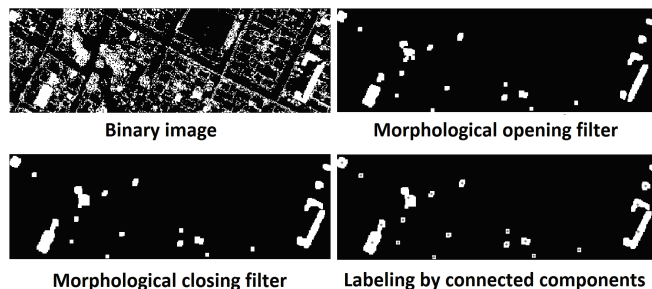 Binary image
Morphological opening filter
Morphological closing filter
Labeling by connected components